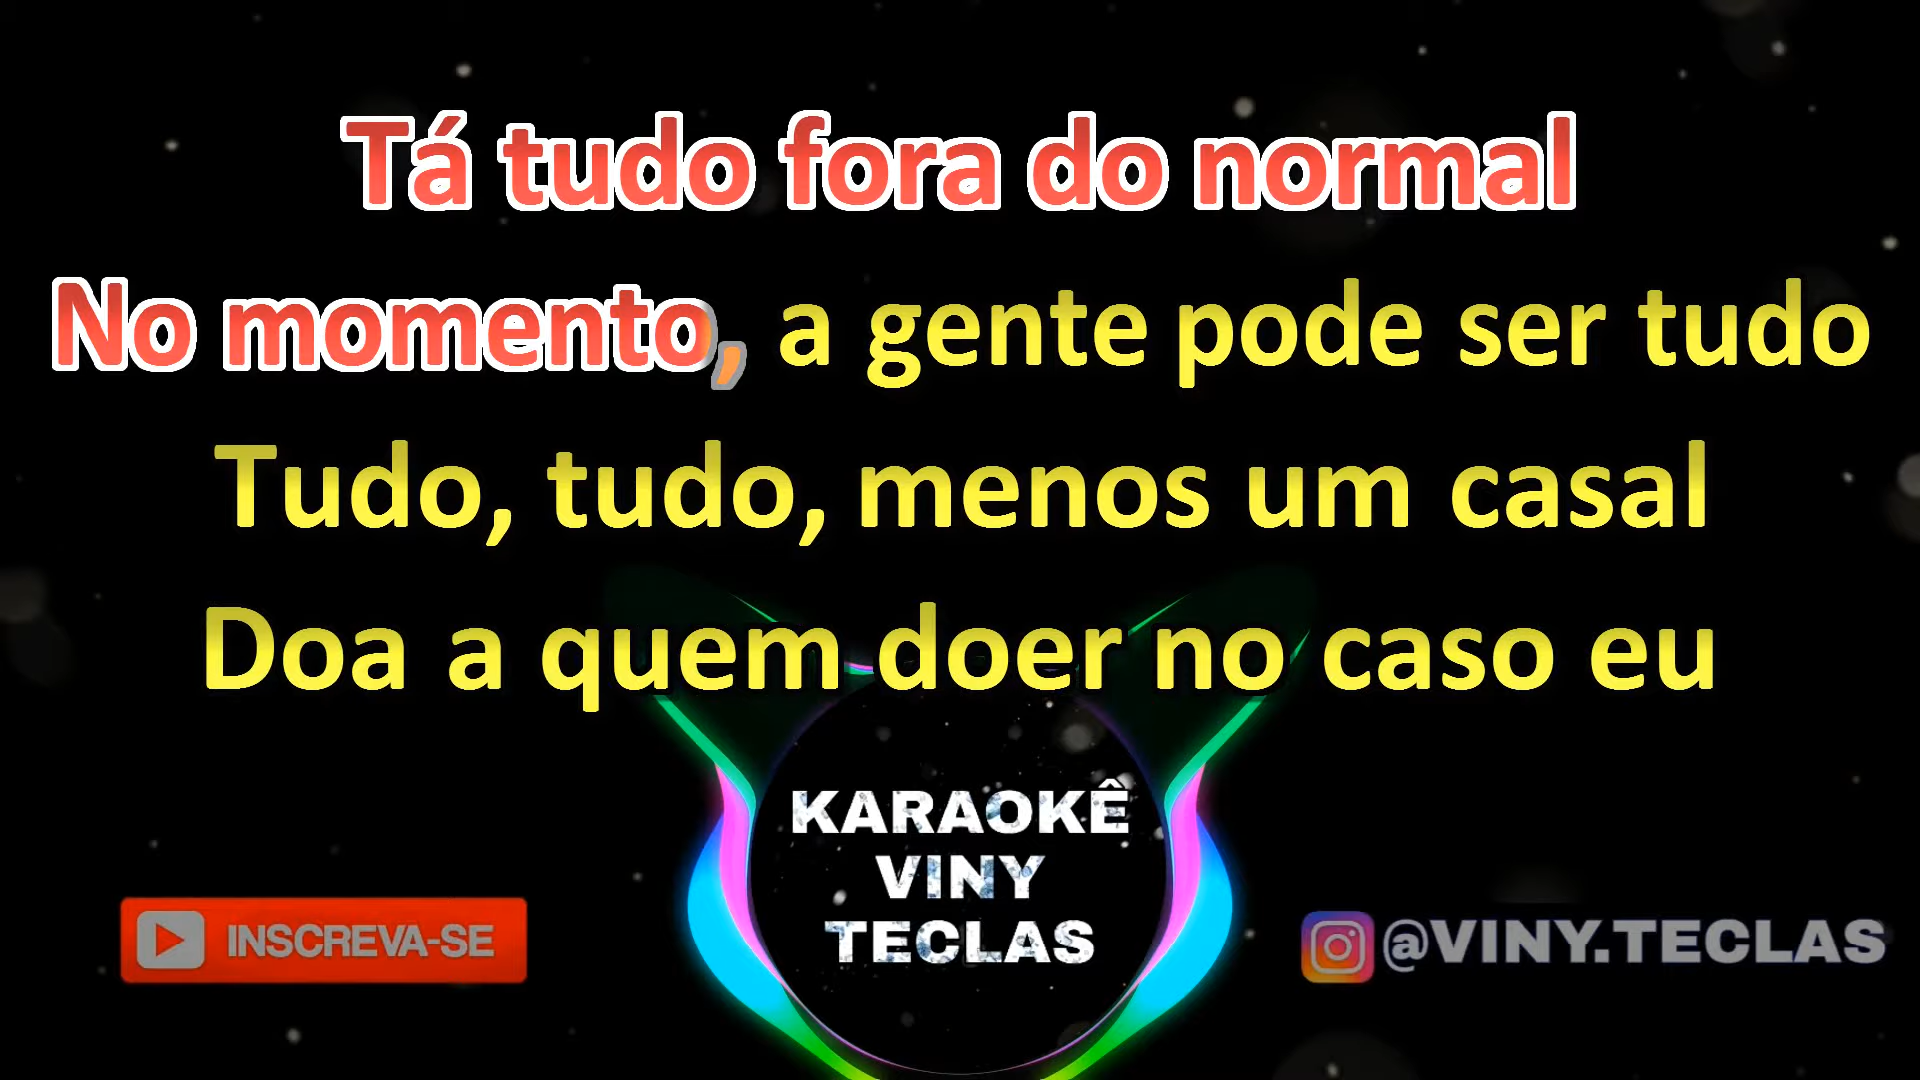 Tá tudo fora do normal
No momento, a gente pode ser tudo
Tudo, tudo, menos um casal
Doa a quem doer no caso eu
KARAOKÊ
VINY
TECLAS
INSCREVA-SE
@VINY.TECLAS